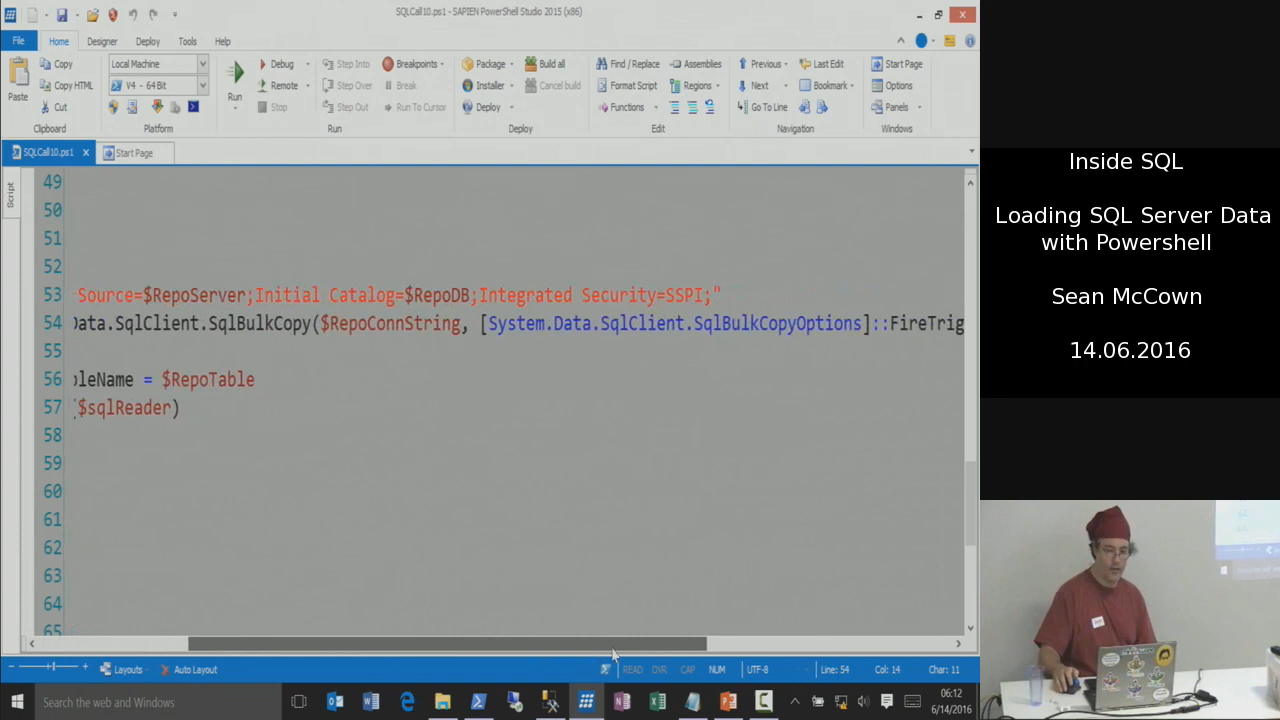 SQLCall10.ps1 - SAPIEN PowerShell Studio 2015 (x86)
File Home Designer Deploy Tools Help
Copy Local Machine Debug Step Into Breakpoints Package Build all Find / Replace Assemblies Previous Last Edit Start Page
Paste Copy HTML V4 - 64 Bit Run Remote Step Over Break Installer Cancel build Format Script Regions Next Bookmark Options
Cut Stop Step Out Run To Cursor Deploy Functions Go To Line Panels
Clipboard Platform Run Deploy Edit Navigation Windows
SQLCall10.ps1 Start Page
Script
49
50
51
52
53 Source=$RepoServer;Initial Catalog=$RepoDB;Integrated Security=SSPI;"
54 Data.SqlClient.SqlBulkCopy($RepoConnString, [System.Data.SqlClient.SqlBulkCopyOptions]::FireTrig
55
56 leName = $RepoTable
57 ($sqlReader)
58
59
60
61
62
63
64
65
Layouts Auto Layout READ OVR CAP NUM UTF-8 Line: 54 Col: 14 Char: 11
Search the web and Windows
06:12
6/14/2016
Inside SQL
Loading SQL Server Data
with Powershell
Sean McCown
14.06.2016